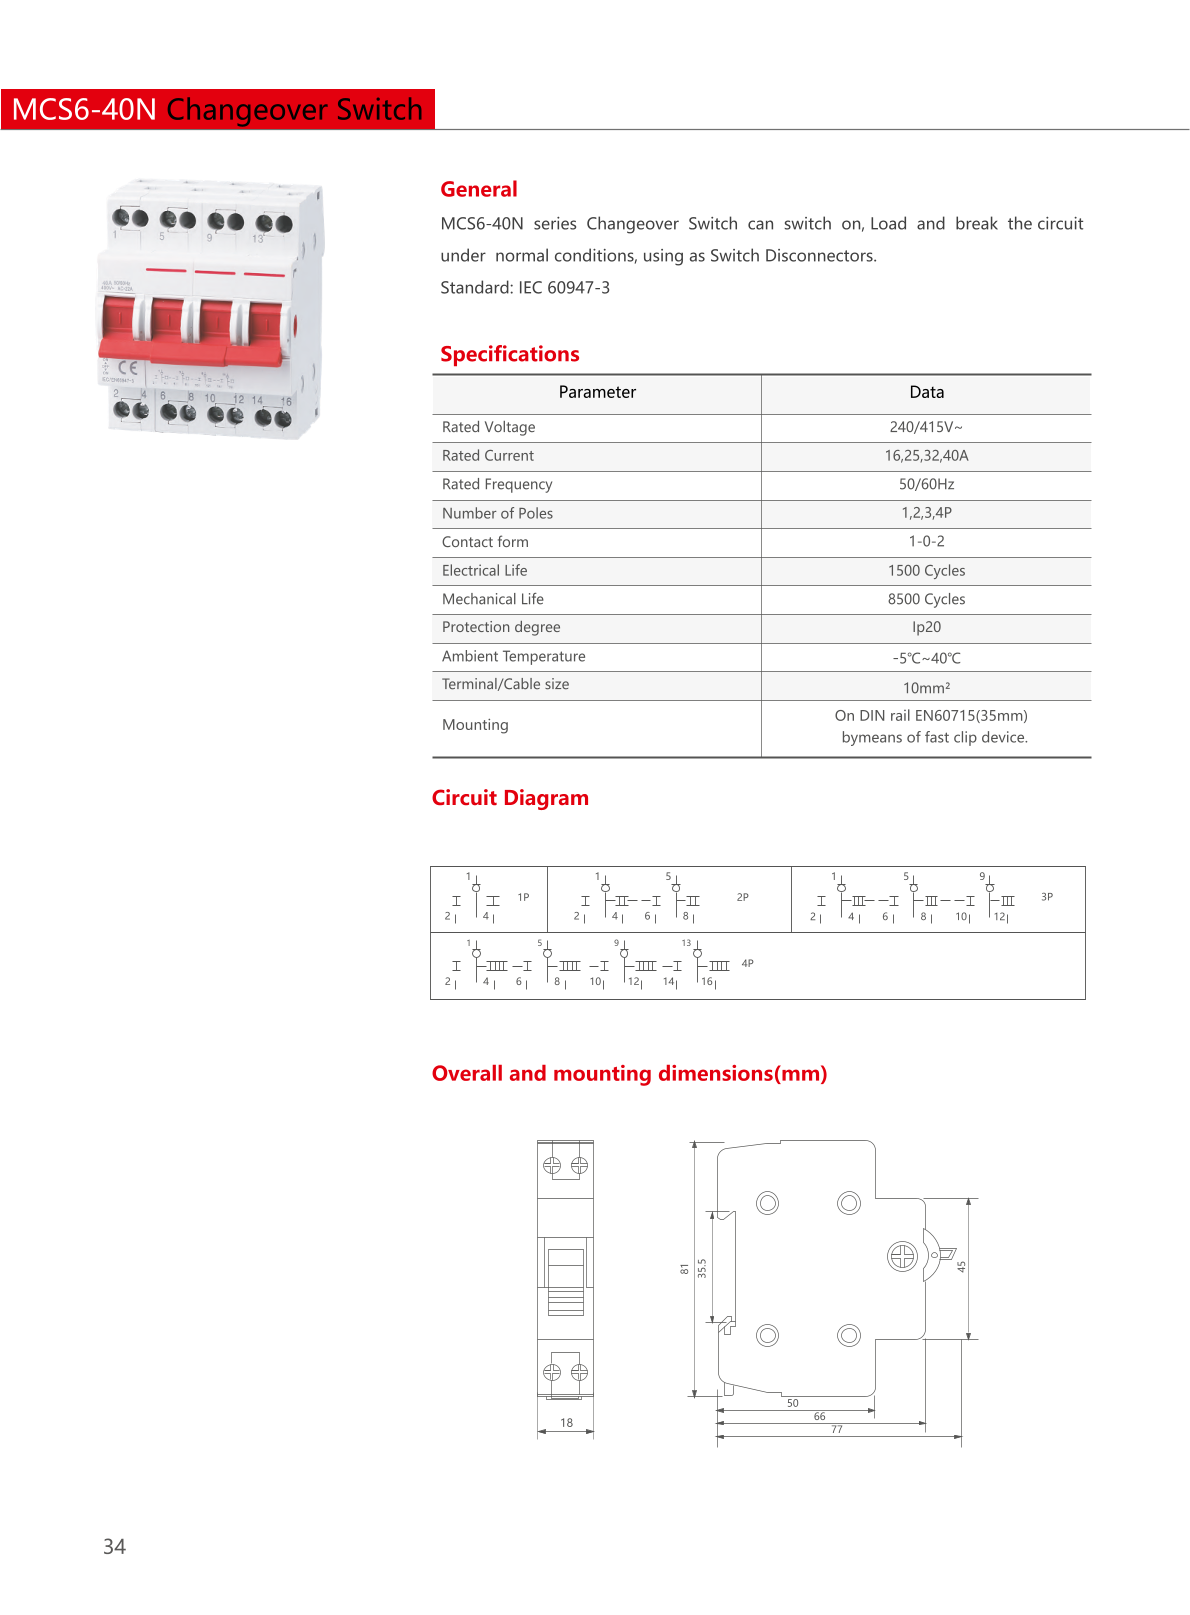 MCS6-40N Changeover Switch
1 5 9 13
CE
2 4 6 8 10 12 14 16
General
MCS6-40N series Changeover Switch can switch on, Load and break the circuit
under normal conditions, using as Switch Disconnectors.
Standard: IEC 60947-3
Specifications
Parameter Data
Rated Voltage 240/415V~
Rated Current 16,25,32,40A
Rated Frequency 50/60Hz
Number of Poles 1,2,3,4P
Contact form 1-0-2
Electrical Life 1500 Cycles
Mechanical Life 8500 Cycles
Protection degree Ip20
Ambient Temperature -5℃~40℃
Terminal/Cable size 10mm²
Mounting On DIN rail EN60715(35mm)
bymeans of fast clip device.
Circuit Diagram
1 1 5 1 5 9
1P 2P 3P
2 4 2 4 6 8 2 4 6 8 10 12
1 5 9 13
4P
2 4 6 8 10 12 14 16
Overall and mounting dimensions(mm)
81
35.5
45
50
66
18
77
34